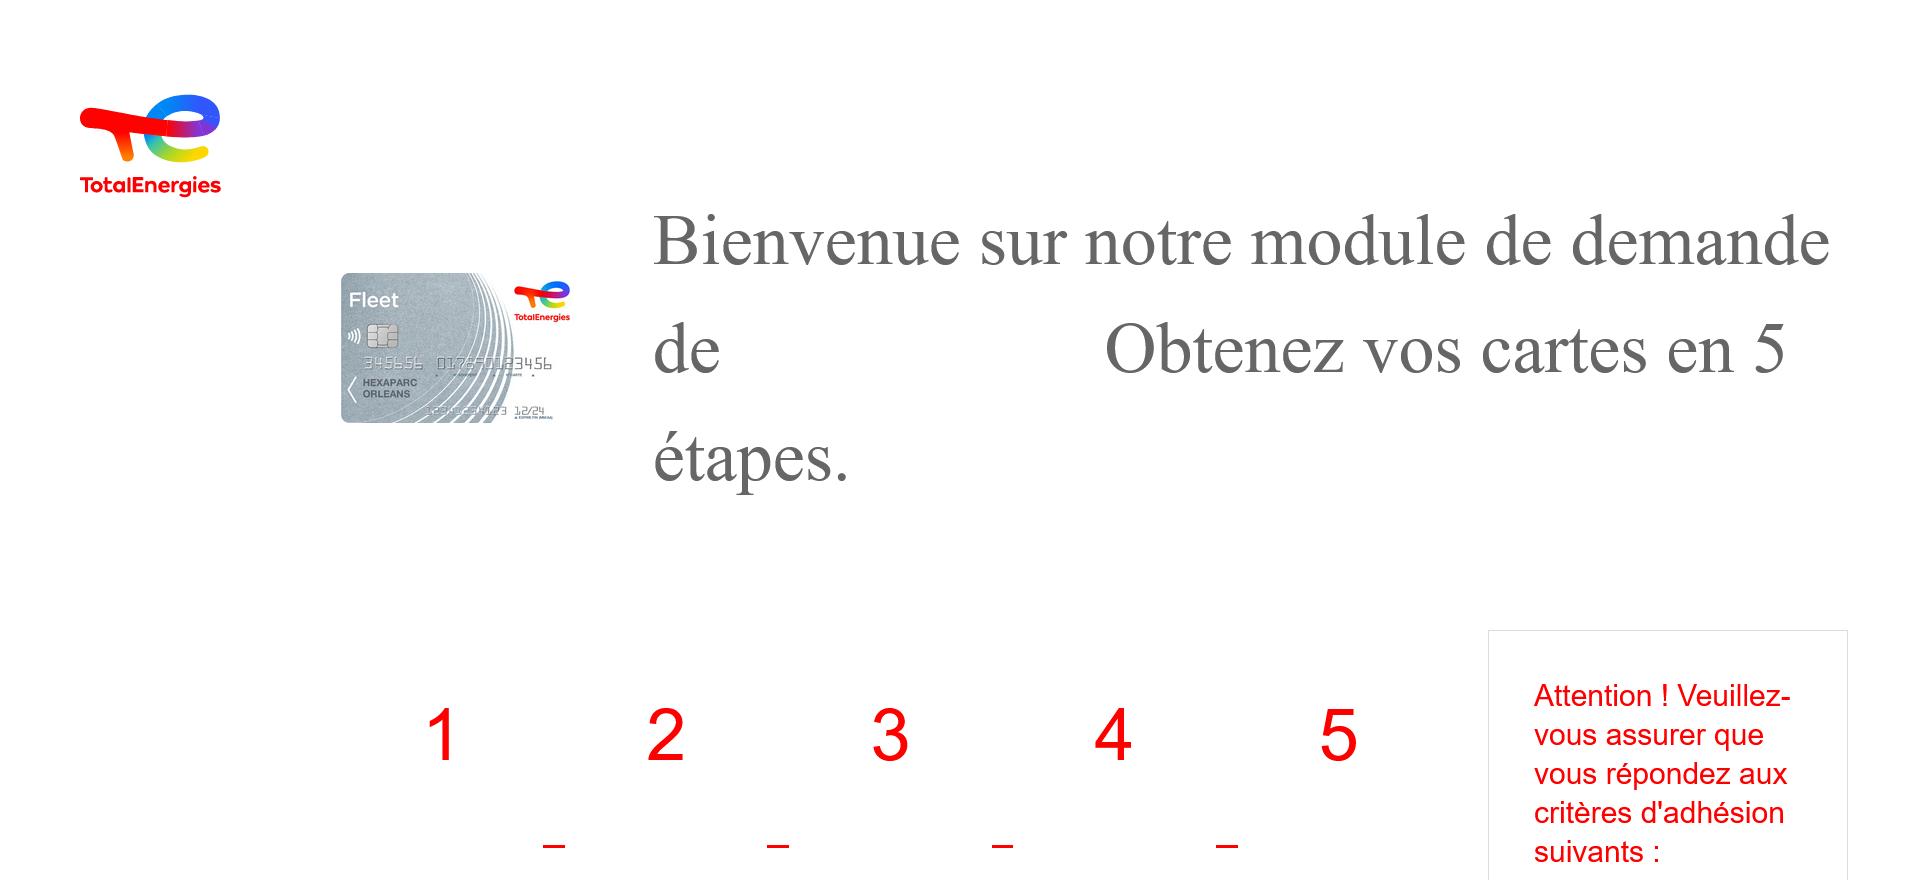 TotalEnergies
Bienvenue sur notre module de demande
de Obtenez vos cartes en 5
étapes.
Fleet
TotalEnergies
345656 017890123456
HEXAPARC
ORLEANS
12/24
1 2 3 4 5
Attention ! Veuillez-
vous assurer que
vous répondez aux
critères d'adhésion
suivants :